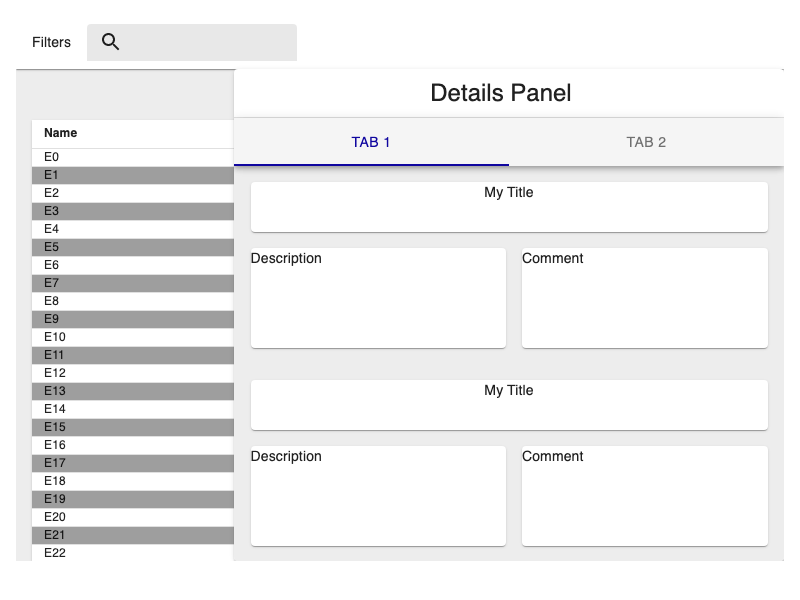 Filters
Details Panel
TAB 1
TAB 2
Name
E0
E1
E2
E3
E4
E5
E6
E7
E8
E9
E10
E11
E12
E13
E14
E15
E16
E17
E18
E19
E20
E21
E22
My Title
Description
Comment
My Title
Description
Comment